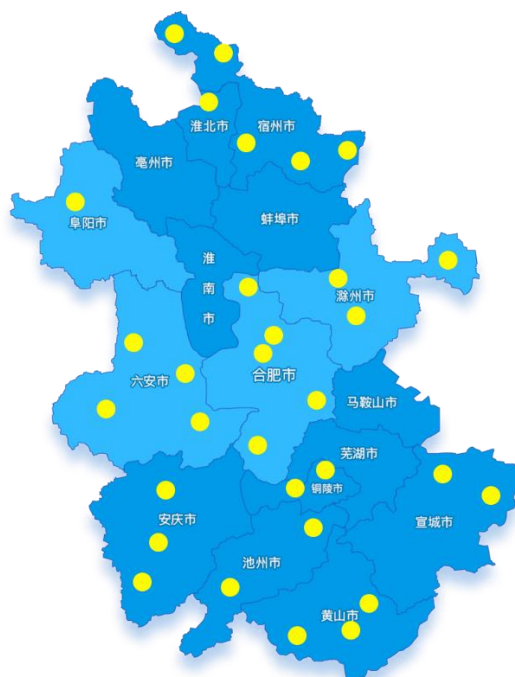 淮北市
宿州市
亳州市
阜阳市
蚌埠市
淮
南
市
滁州市
六安市
合肥市
马鞍山市
芜湖市
铜陵市
安庆市
宣城市
池州市
黄山市